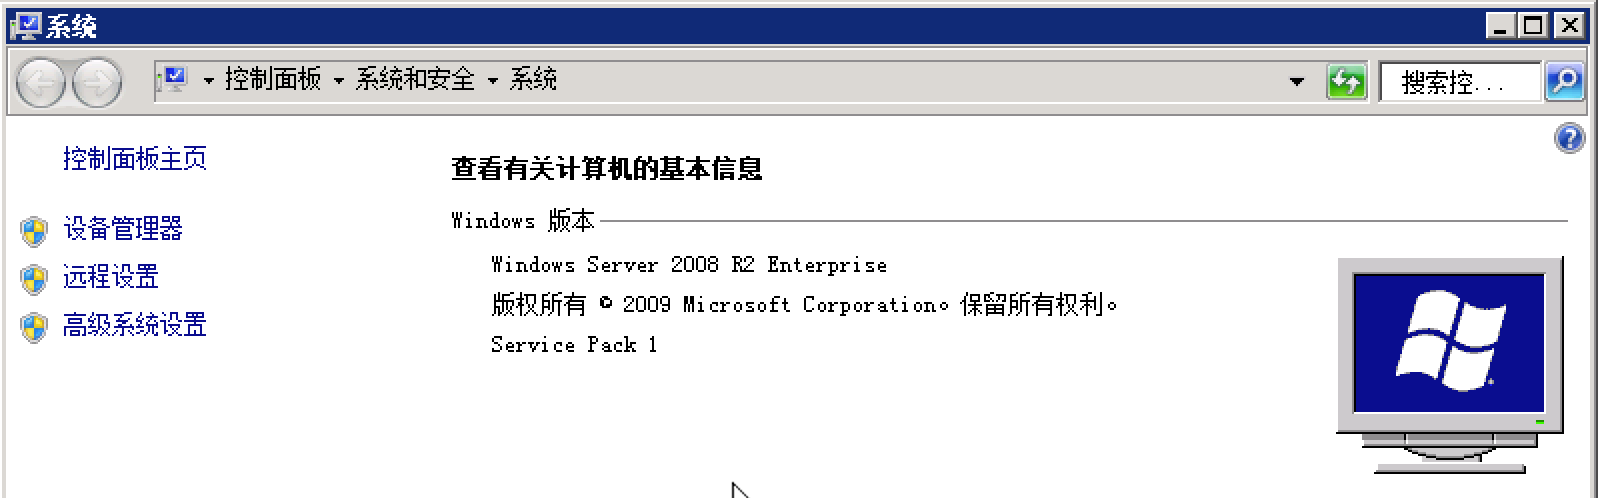 系统
控制面板 系统和安全 系统
搜索控...
控制面板主页
设备管理器
远程设置
高级系统设置
查看有关计算机的基本信息
Windows 版本
Windows Server 2008 R2 Enterprise
版权所有 © 2009 Microsoft Corporation。保留所有权利。
Service Pack 1